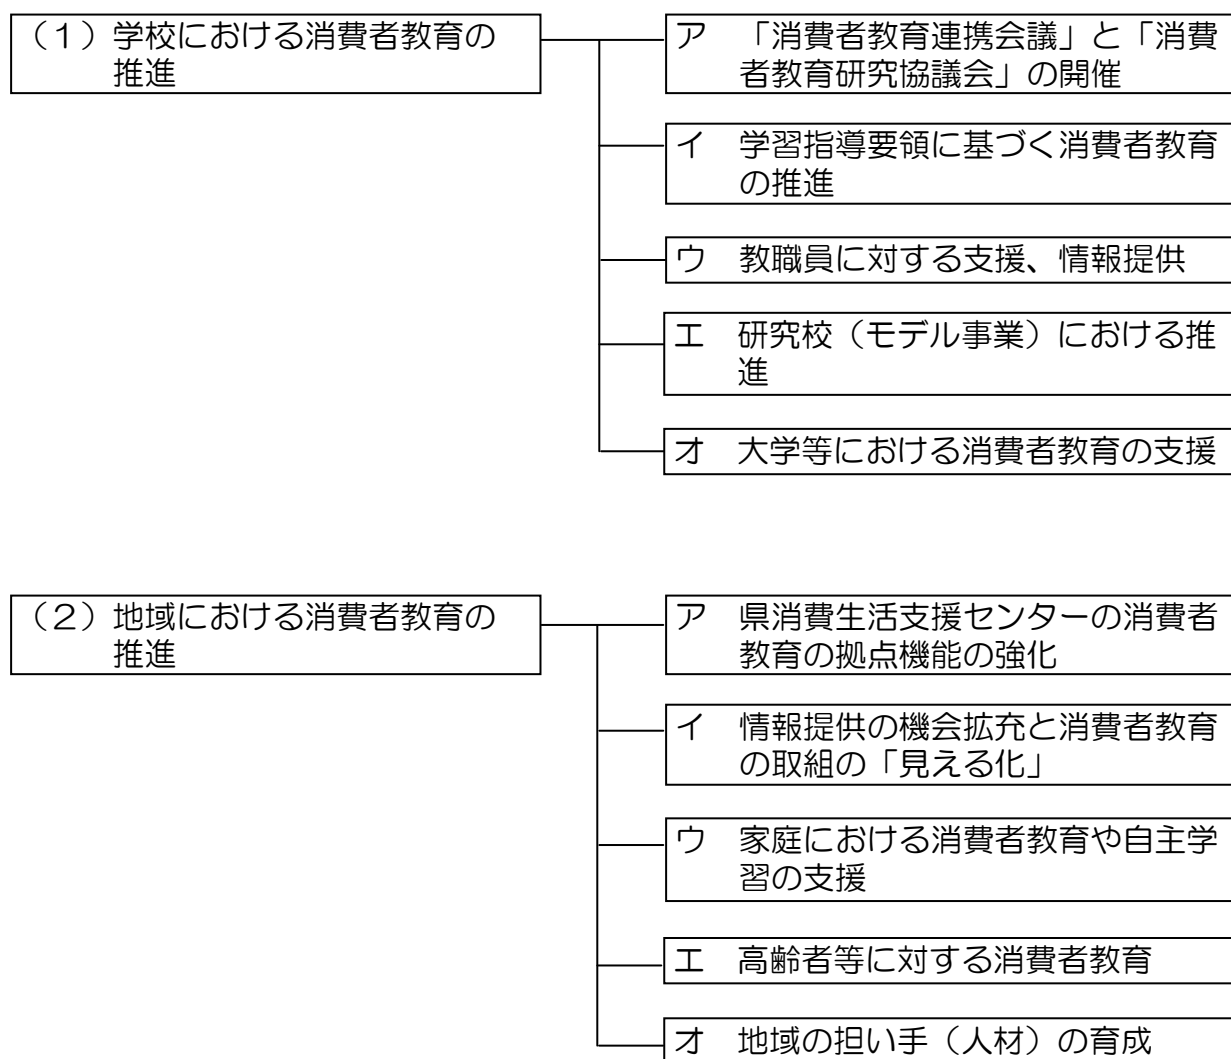 （１）学校における消費者教育の
推進
ア　「消費者教育連携会議」と「消費
者教育研究協議会」の開催
イ　学習指導要領に基づく消費者教育
の推進
ウ　教職員に対する支援、情報提供
エ　研究校（モデル事業）における推
進
オ　大学等における消費者教育の支援
（２）地域における消費者教育の
推進
ア　県消費生活支援センターの消費者
教育の拠点機能の強化
イ　情報提供の機会拡充と消費者教育
の取組の「見える化」
ウ　家庭における消費者教育や自主学
習の支援
エ　高齢者等に対する消費者教育
オ　地域の担い手（人材）の育成